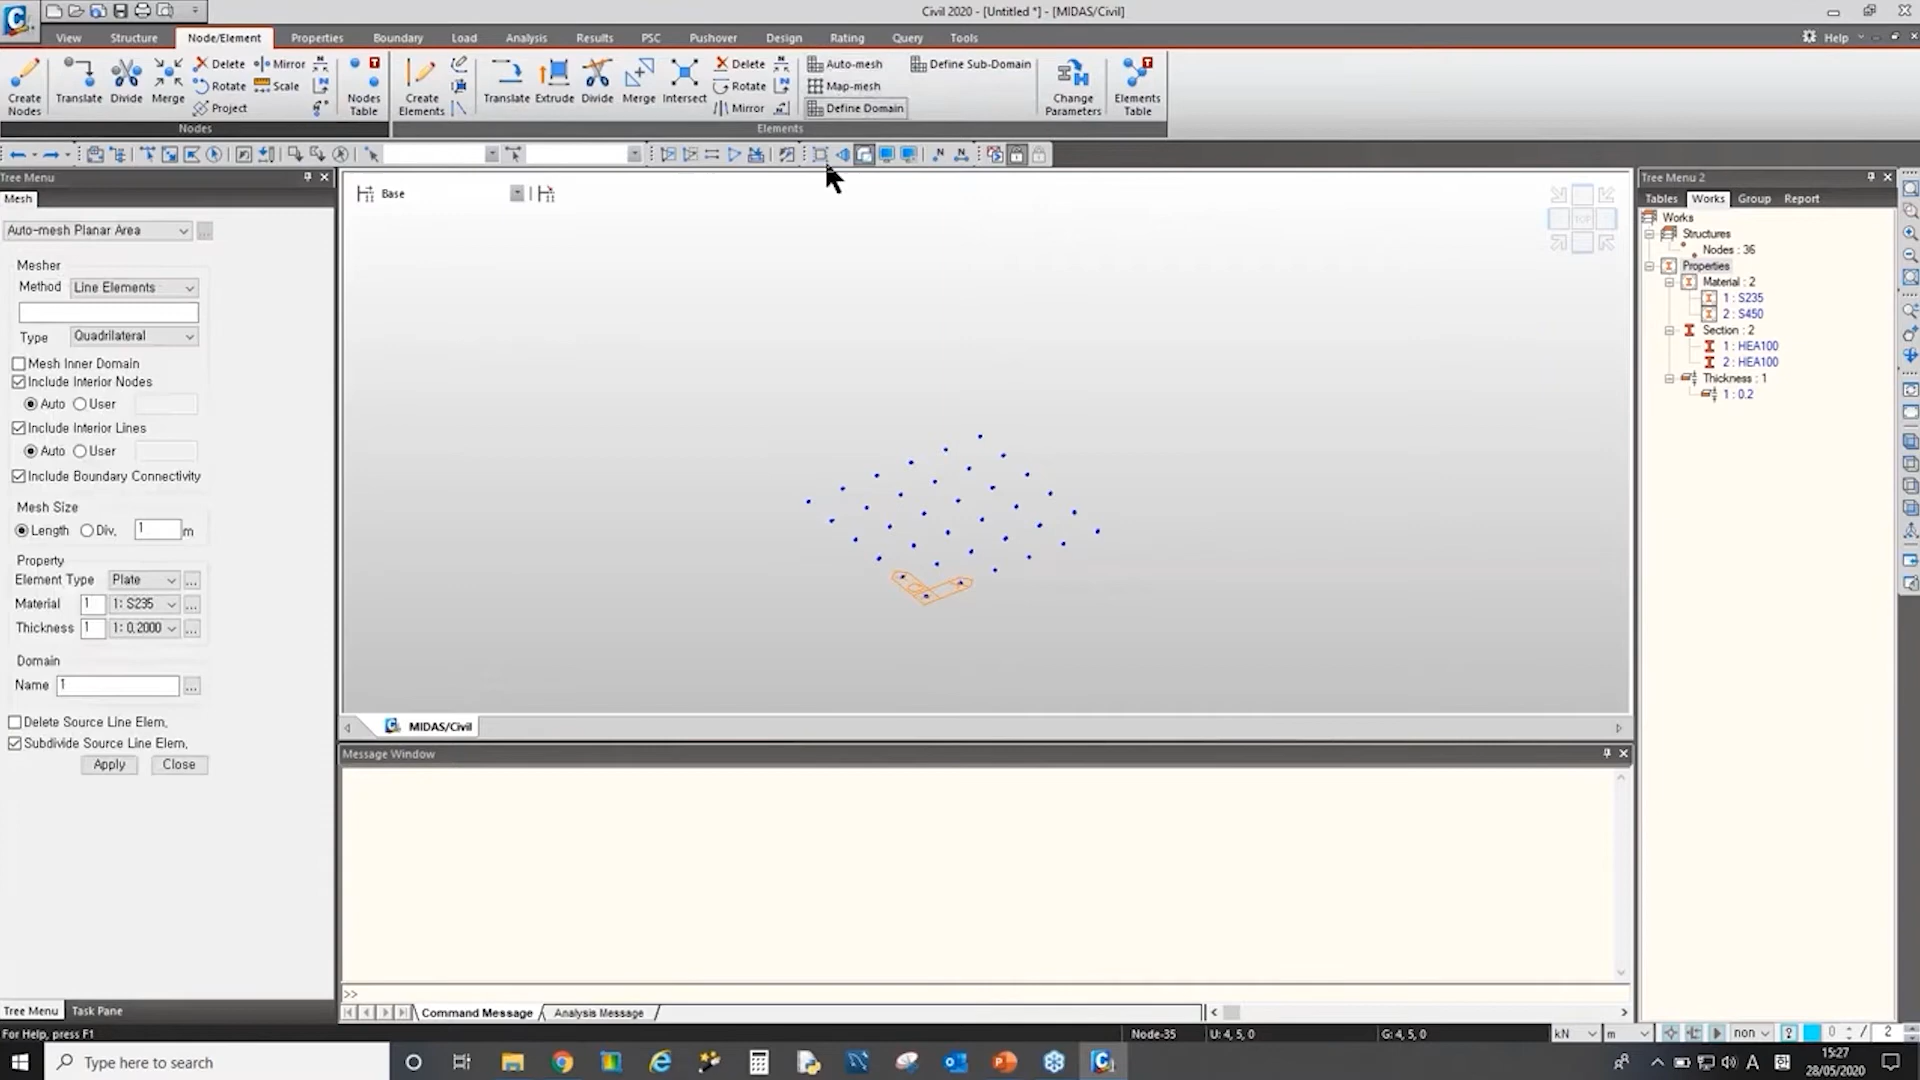 Civil 2020 - [Untitled *] - [MIDAS/Civil]
View Structure Node/Element Properties Boundary Load Analysis Results PSC Pushover Design Rating Query Tools Help
Create Nodes
Translate
Divide
Merge
Delete
Rotate
Project
Mirror
Scale
Nodes Table
Nodes
Create Elements
Translate
Extrude
Divide
Merge
Intersect
Delete
Rotate
Mirror
Auto-mesh
Map-mesh
Define Domain
Define Sub-Domain
Change Parameters
Elements Table
Elements
Tree Menu
Mesh
Auto-mesh Planar Area
...
Mesher
Method Line Elements
Type Quadrilateral
Mesh Inner Domain
Include Interior Nodes
Auto User
Include Interior Lines
Auto User
Include Boundary Connectivity
Mesh Size
Length Div, 1 m
Property
Element Type Plate ...
Material 1 1: S235 ...
Thickness 1 1: 0,2000 ...
Domain
Name 1 ...
Delete Source Line Elem,
Subdivide Source Line Elem,
Apply Close
Tree Menu Task Pane
Base
TOP
MIDAS/Civil
Message Window
>>
Command Message Analysis Message
Tree Menu 2
Tables Works Group Report
Works
Structures
Nodes : 36
Properties
Material : 2
1 : S235
2 : S450
Section : 2
1 : HEA100
2 : HEA100
Thickness : 1
1 : 0.2
For Help, press F1
Node-35 U: 4, 5, 0 G: 4, 5, 0 kN m non 0 / 2
Type here to search
A
15:27
28/05/2020